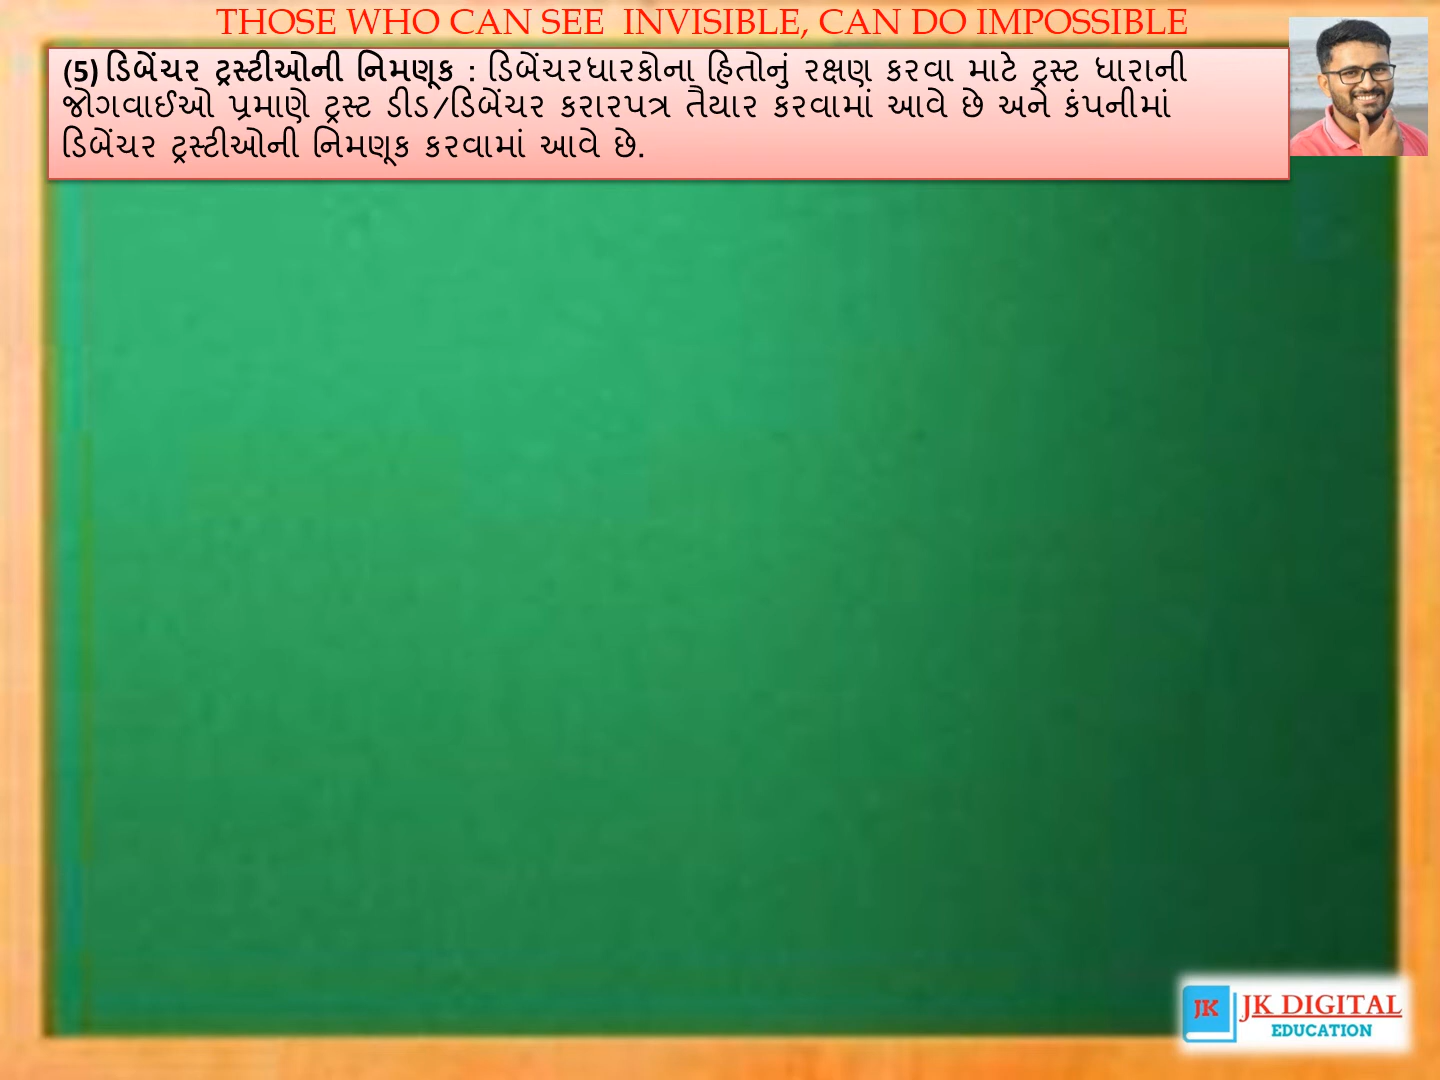 THOSE WHO CAN SEE  INVISIBLE, CAN DO IMPOSSIBLE
(5) ડિબેંચર ટ્રસ્ટીઓની નિમણૂક : ડિબેંચરધારકોના હિતોનું રક્ષણ કરવા માટે ટ્રસ્ટ ધારાની
જોગવાઈઓ પ્રમાણે ટ્રસ્ટ ડીડ/ડિબેંચર કરારપત્ર તૈયાર કરવામાં આવે છે અને કંપનીમાં
ડિબેંચર ટ્રસ્ટીઓની નિમણૂક કરવામાં આવે છે.
JK
JK DIGITAL
EDUCATION